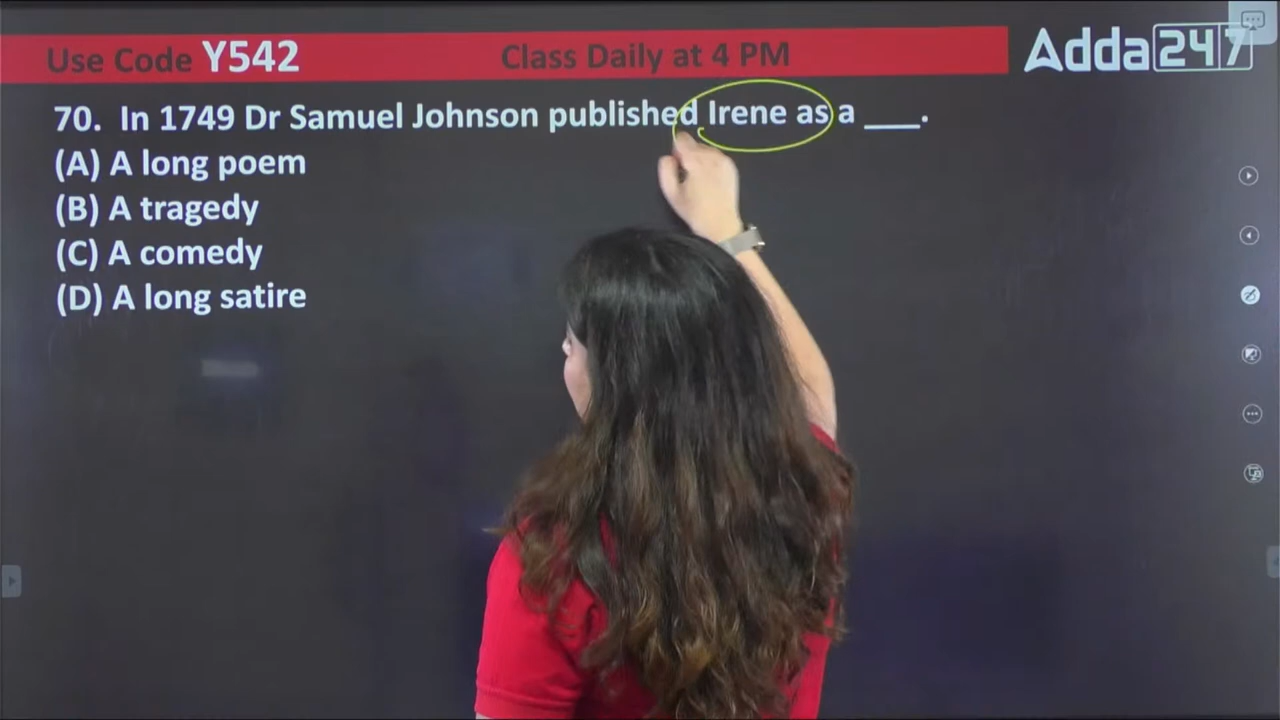 Use Code Y542 Class Daily at 4 PM
Adda247
70. In 1749 Dr Samuel Johnson published Irene as a ___.
(A) A long poem
(B) A tragedy
(C) A comedy
(D) A long satire